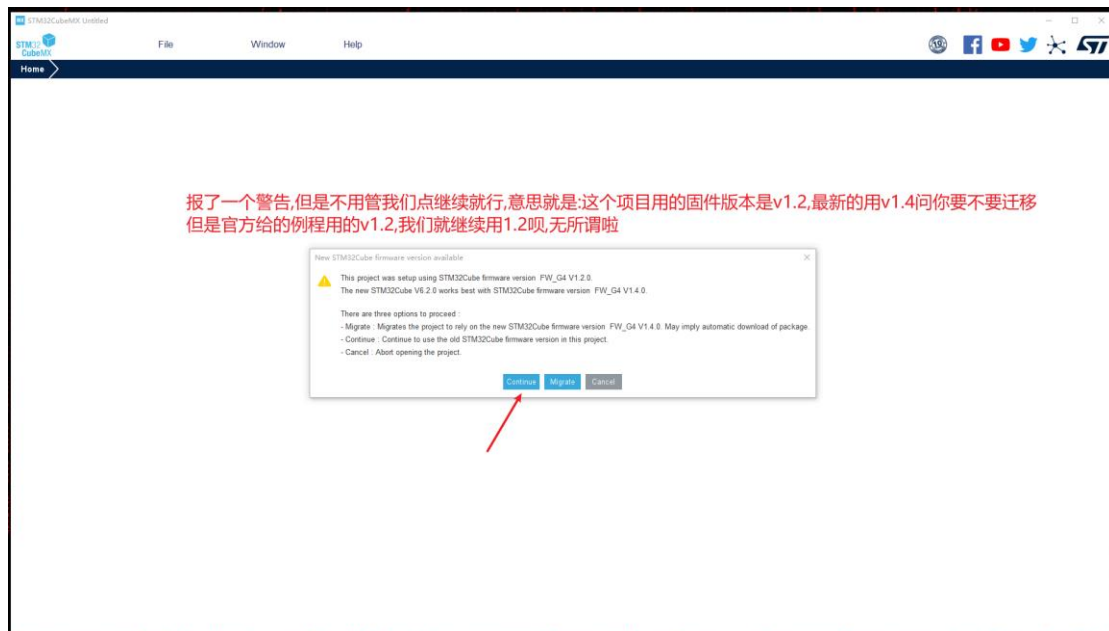 STM32CubeMX Untitled
STM32
CubeMX
File
Window
Help
Home
报了一个警告,但是不用管我们点继续就行,意思就是:这个项目用的固件版本是v1.2,最新的用v1.4问你要不要迁移
但是官方给的例程用的v1.2,我们就继续用1.2呗,无所谓啦
New STM32Cube firmware version available
This project was setup using STM32Cube firmware version FW_G4 V1.2.0.
The new STM32Cube V6.2.0 works best with STM32Cube firmware version FW_G4 V1.4.0.
There are three options to proceed :
- Migrate : Migrates the project to rely on the new STM32Cube firmware version FW_G4 V1.4.0. May imply automatic download of package.
- Continue : Continue to use the old STM32Cube firmware version in this project.
- Cancel : Abort opening the project.
Continue
Migrate
Cancel